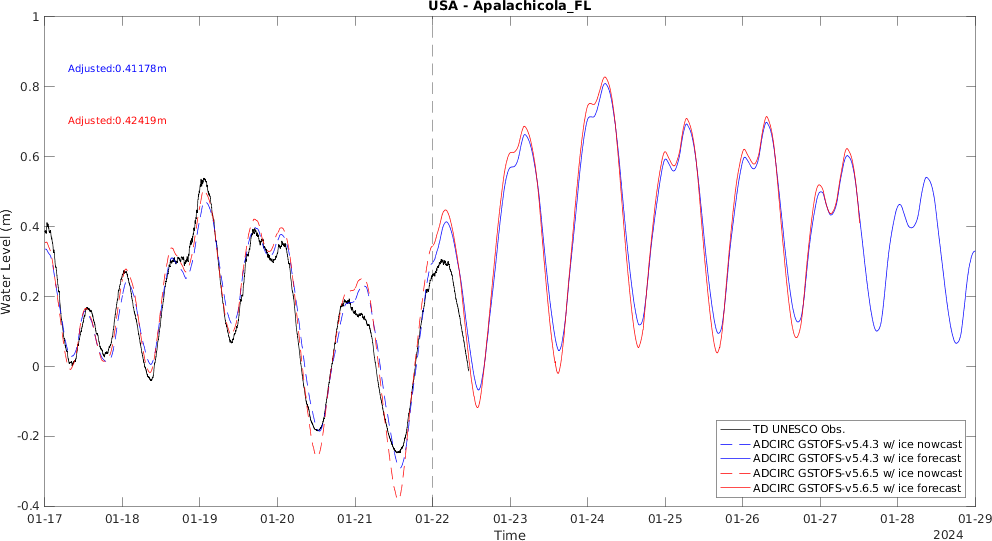 USA - Apalachicola_FL
Adjusted:0.41178m
Adjusted:0.42419m
Water Level (m)
1
0.8
0.6
0.4
0.2
0
-0.2
-0.4
TD UNESCO Obs.
ADCIRC GSTOFS-v5.4.3 w/ ice nowcast
ADCIRC GSTOFS-v5.4.3 w/ ice forecast
ADCIRC GSTOFS-v5.6.5 w/ ice nowcast
ADCIRC GSTOFS-v5.6.5 w/ ice forecast
01-17 01-18 01-19 01-20 01-21 01-22 01-23 01-24 01-25 01-26 01-27 01-28 01-29
Time
2024